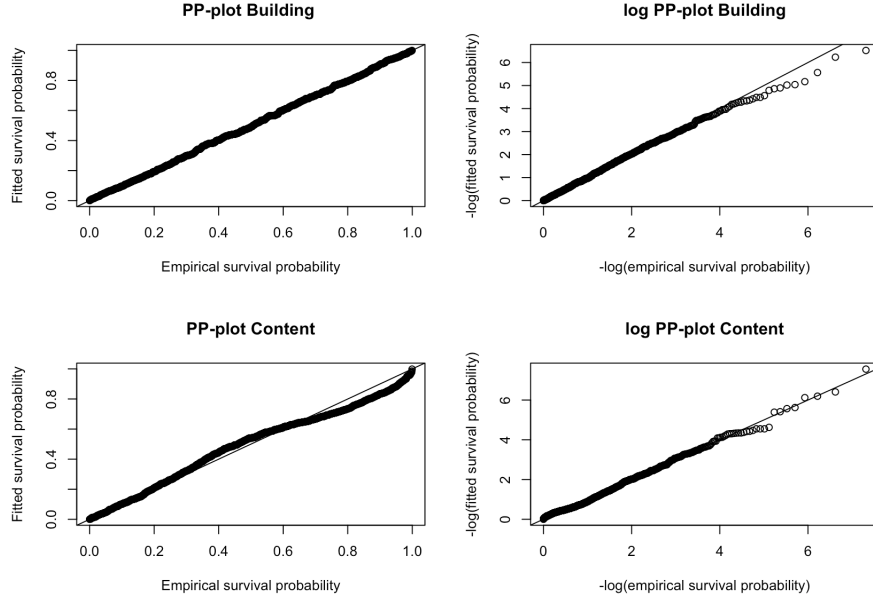 PP-plot Building
Fitted survival probability)
0.0 0.4 0.8
0.0 0.2 0.4 0.6 0.8 1.0
Empirical survival probability
log PP-plot Building
-log(fitted survival probability)
0 1 2 3 4 5 6
0 2 4 6
-log(empirical survival probability)
PP-plot Content
Fitted survival probability)
0.0 0.4 0.8
0.0 0.2 0.4 0.6 0.8 1.0
Empirical survival probability
log PP-plot Content
-log(fitted survival probability)
0 2 4 6
0 2 4 6
-log(empirical survival probability)